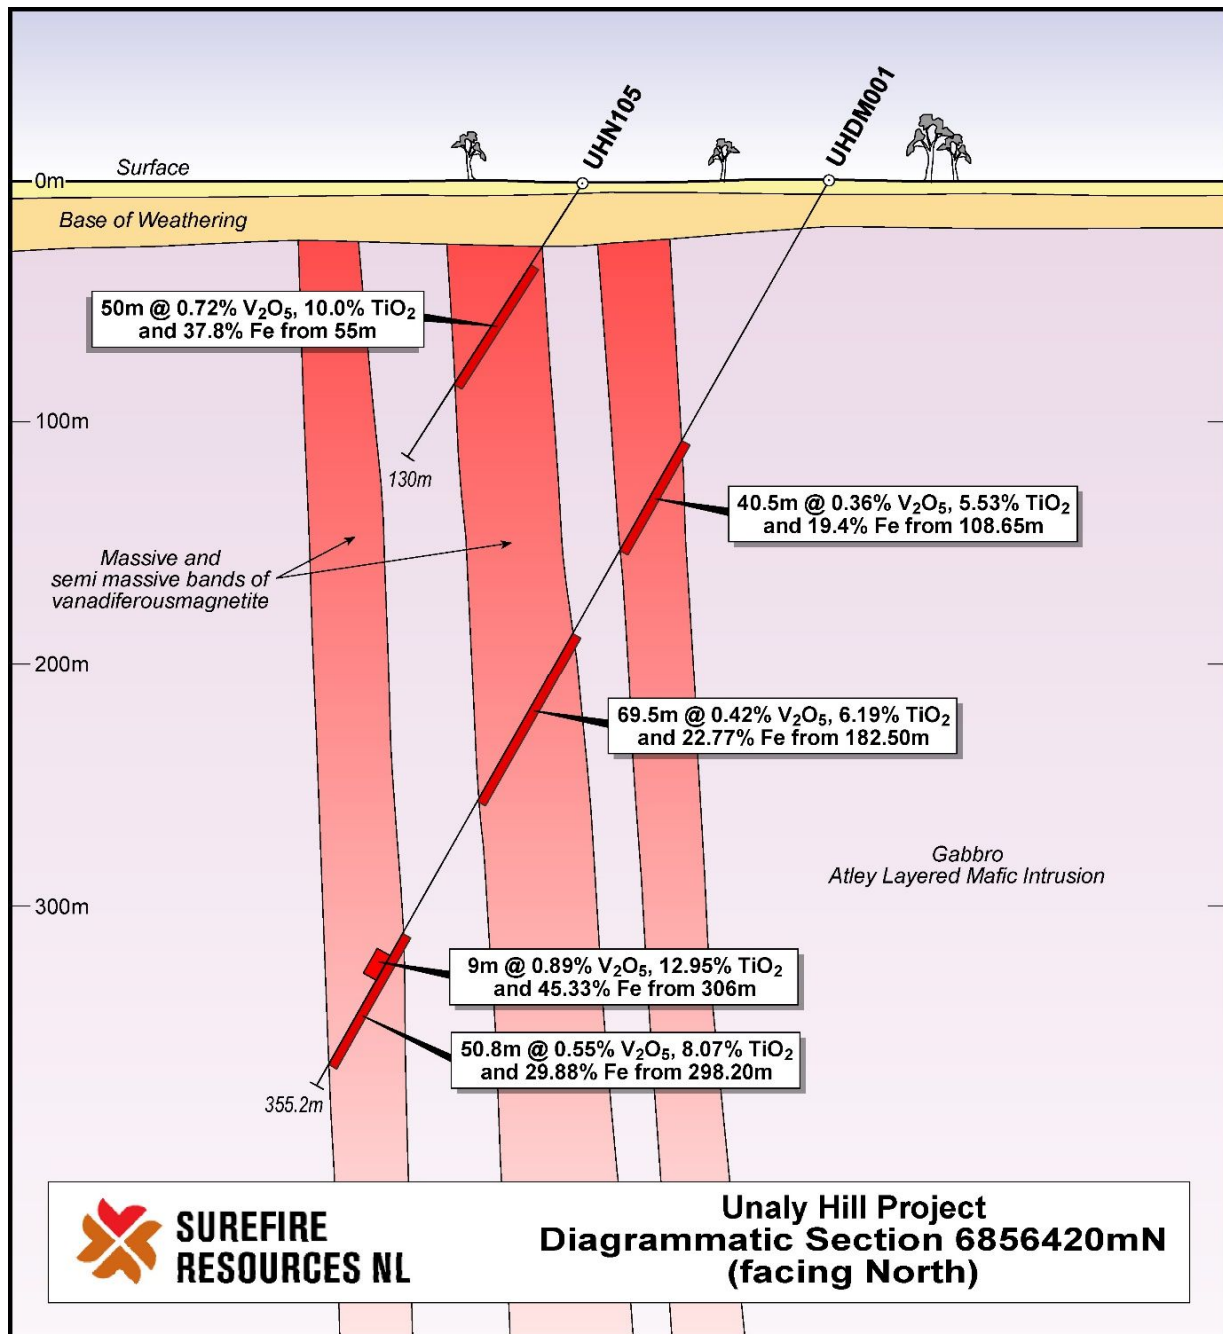 UHN105
UHDM001
Surface
0m
Base of Weathering
50m @ 0.72% V₂O₅, 10.0% TiO₂
and 37.8% Fe from 55m
100m
130m
40.5m @ 0.36% V₂O₅, 5.53% TiO₂
and 19.4% Fe from 108.65m
Massive and
semi massive bands of
vanadiferousmagnetite
200m
69.5m @ 0.42% V₂O₅, 6.19% TiO₂
and 22.77% Fe from 182.50m
Gabbro
Atley Layered Mafic Intrusion
300m
9m @ 0.89% V₂O₅, 12.95% TiO₂
and 45.33% Fe from 306m
50.8m @ 0.55% V₂O₅, 8.07% TiO₂
and 29.88% Fe from 298.20m
355.2m
SUREFIRE
RESOURCES NL
Unaly Hill Project
Diagrammatic Section 6856420mN
(facing North)